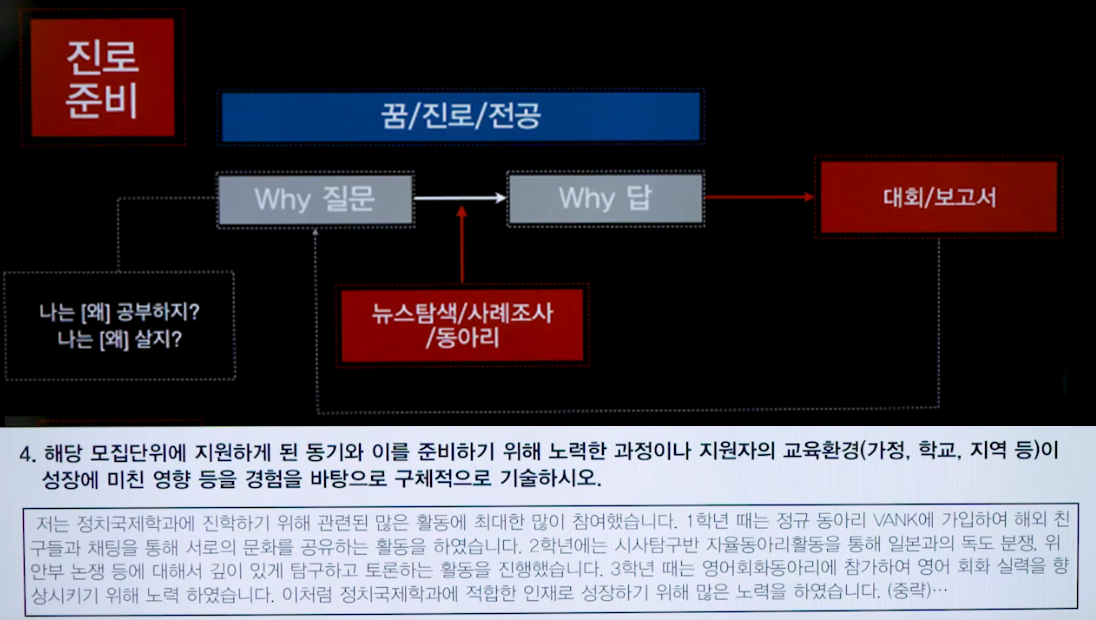 진로
준비
꿈/진로/전공
Why 질문
Why 답
대회/보고서
나는 [왜] 공부하지?
나는 [왜] 살지?
뉴스탐색/사례조사
/동아리
4. 해당 모집단위에 지원하게 된 동기와 이를 준비하기 위해 노력한 과정이나 지원자의 교육환경(가정, 학교, 지역 등)이
성장에 미친 영향 등을 경험을 바탕으로 구체적으로 기술하시오.
저는 정치국제학과에 진학하기 위해 관련된 많은 활동에 최대한 많이 참여했습니다. 1학년 때는 정규 동아리 VANK에 가입하여 해외 친
구들과 채팅을 통해 서로의 문화를 공유하는 활동을 하였습니다. 2학년에는 시사탐구반 자율동아리활동을 통해 일본과의 독도 분쟁, 위
안부 논쟁 등에 대해서 깊이 있게 탐구하고 토론하는 활동을 진행했습니다. 3학년 때는 영어회화동아리에 참가하여 영어 회화 실력을 향
상시키기 위해 노력 하였습니다. 이처럼 정치국제학과에 적합한 인재로 성장하기 위해 많은 노력을 하였습니다. (중략)…